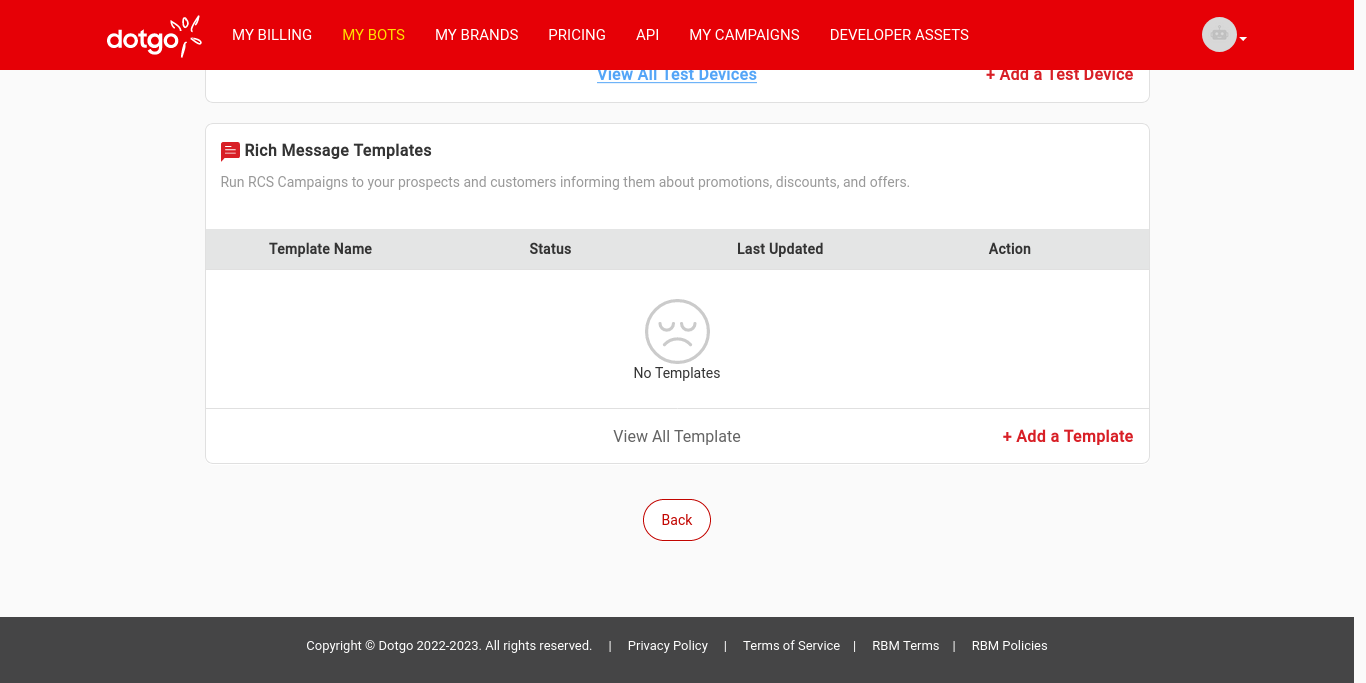 dotgo
MY BILLING MY BOTS MY BRANDS PRICING API MY CAMPAIGNS DEVELOPER ASSETS
View All Test Devices + Add a Test Device
Rich Message Templates
Run RCS Campaigns to your prospects and customers informing them about promotions, discounts, and offers.
Template Name Status Last Updated Action
No Templates
View All Template + Add a Template
Back
Copyright © Dotgo 2022-2023. All rights reserved. | Privacy Policy | Terms of Service | RBM Terms | RBM Policies